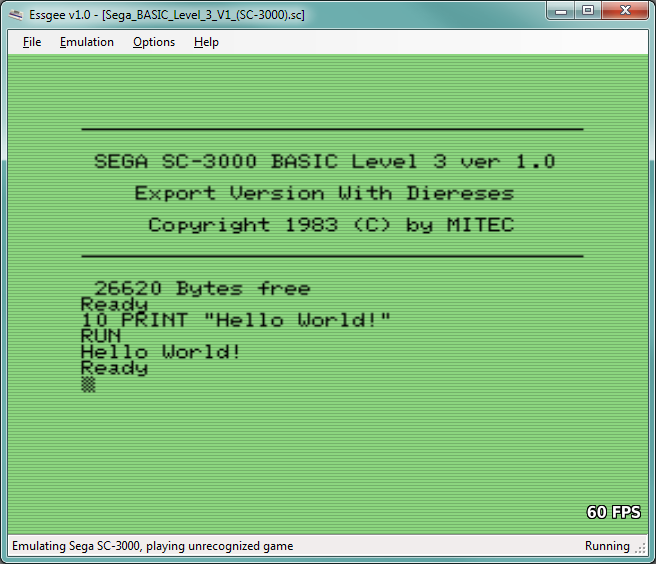 Essgee v1.0 - [Sega_BASIC_Level_3_V1_(SC-3000).sc]
File Emulation Options Help
SEGA SC-3000 BASIC Level 3 ver 1.0
Export Version With Diereses
Copyright 1983 (C) by MITEC
26620 Bytes free
Ready
10 PRINT "Hello World!"
RUN
Hello World!
Ready
60 FPS
Emulating Sega SC-3000, playing unrecognized game Running